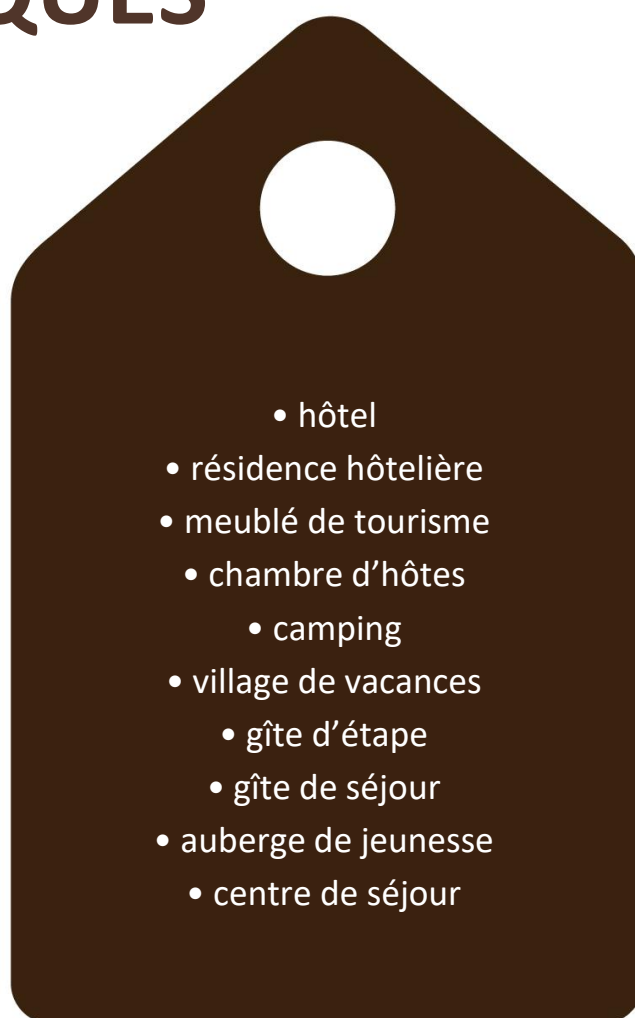 QUES
• hôtel
• résidence hôtelière
• meublé de tourisme
• chambre d’hôtes
• camping
• village de vacances
• gîte d’étape
• gîte de séjour
• auberge de jeunesse
• centre de séjour